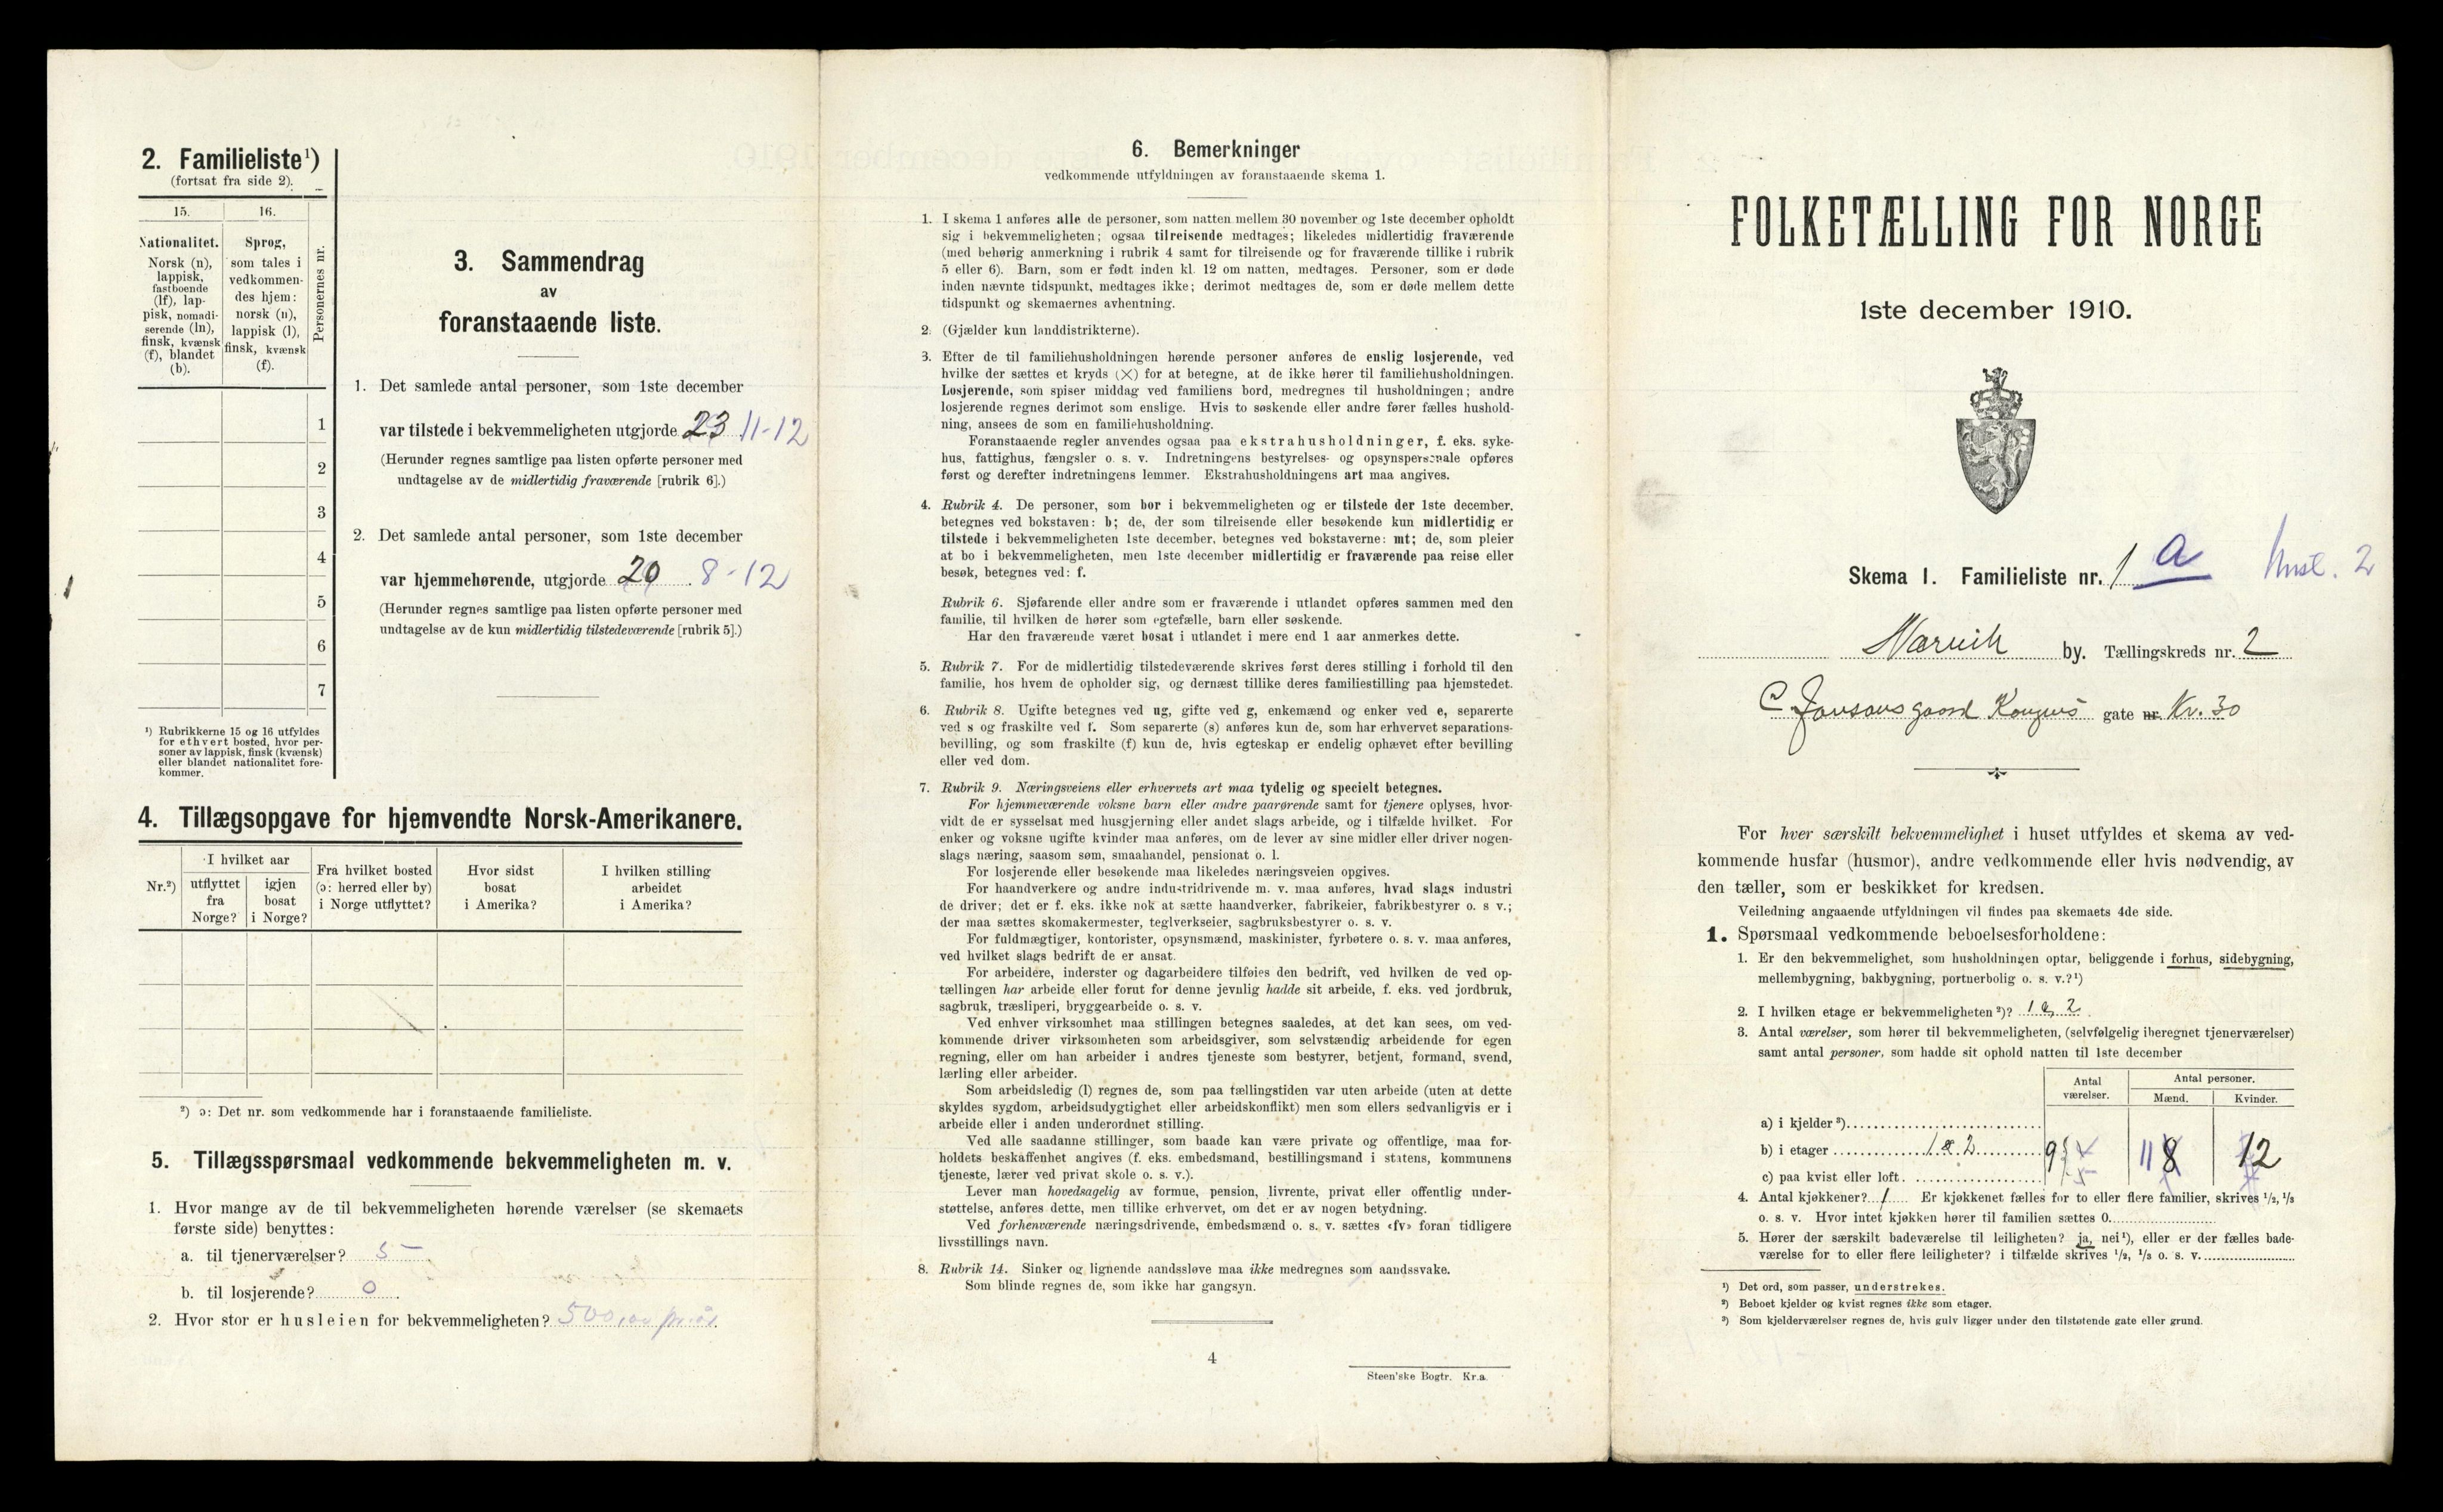 2. Familieliste¹)
(fortsat fra side 2).
15.
16.
Nationalitet.
Norsk (n),
lappisk,
fastboende
(lf), lap-
pisk, nomadi-
serende (ln),
finsk, kvænsk
(f), blandet
(b).
Sprog,
som tales i
vedkommen-
des hjem:
norsk (n),
lappisk (l),
finsk, kvænsk
(f).
Personernes nr.
1
2
3
4
5
6
7
¹) Rubrikkerne 15 og 16 utfyldes
for ethvert bosted, hvor per-
soner av lappisk, finsk (kvænsk)
eller blandet nationalitet fore-
kommer.
3. Sammendrag
av
foranstaaende liste.
1. Det samlede antal personer, som 1ste december
var tilstede i bekvemmeligheten utgjorde 23 11-12
(Herunder regnes samtlige paa listen opførte personer med
undtagelse av de midlertidig fraværende [rubrik 6].)
2. Det samlede antal personer, som 1ste december
var hjemmehørende, utgjorde 20 8-12
(Herunder regnes samtlige paa listen opførte personer med
undtagelse av de kun midlertidig tilstedeværende [rubrik 5].)
4. Tillægsopgave for hjemvendte Norsk-Amerikanere.
Nr.²)
I hvilket aar
utflyttet
fra
Norge?
igjen
bosat
i Norge?
Fra hvilket bosted
(ɔ: herred eller by)
i Norge utflyttet?
Hvor sidst
bosat
i Amerika?
I hvilken stilling
arbeidet
i Amerika?
²) ɔ: Det nr. som vedkommende har i foranstaaende familieliste.
5. Tillægsspørsmaal vedkommende bekvemmeligheten m. v.
1. Hvor mange av de til bekvemmeligheten hørende værelser (se skemaets
første side) benyttes:
a. til tjenerværelser? 5
b. til losjerende? 0
2. Hvor stor er husleien for bekvemmeligheten? 500,00 pr år
6. Bemerkninger
vedkommende utfyldningen av foranstaaende skema 1.
1. I skema 1 anføres alle de personer, som natten mellem 30 november og 1ste december opholdt
sig i bekvemmeligheten; ogsaa tilreisende medtages; likeledes midlertidig fraværende
(med behørig anmerkning i rubrik 4 samt for tilreisende og for fraværende tillike i rubrik
5 eller 6). Barn, som er født inden kl. 12 om natten, medtages. Personer, som er døde
inden nævnte tidspunkt, medtages ikke; derimot medtages de, som er døde mellem dette
tidspunkt og skemaernes avhentning.
2. (Gjælder kun landdistrikterne).
3. Efter de til familiehusholdningen hørende personer anføres de enslig losjerende, ved
hvilke der sættes et kryds (×) for at betegne, at de ikke hører til familiehusholdningen.
Losjerende, som spiser middag ved familiens bord, medregnes til husholdningen; andre
losjerende regnes derimot som enslige. Hvis to søskende eller andre fører fælles hushold-
ning, ansees de som en familiehusholdning.
Foranstaaende regler anvendes ogsaa paa ekstrahusholdninger, f. eks. syke-
hus, fattighus, fængsler o. s. v. Indretningens bestyrelses- og opsynspersonale opføres
først og derefter indretningens lemmer. Ekstrahusholdningens art maa angives.
4. Rubrik 4. De personer, som bor i bekvemmeligheten og er tilstede der 1ste december,
betegnes ved bokstaven: b; de, der som tilreisende eller besøkende kun midlertidig er
tilstede i bekvemmeligheten 1ste december, betegnes ved bokstaverne: mt; de, som pleier
at bo i bekvemmeligheten, men 1ste december midlertidig er fraværende paa reise eller
besøk, betegnes ved: f.
Rubrik 6. Sjøfarende eller andre som er fraværende i utlandet opføres sammen med den
familie, til hvilken de hører som egtefælle, barn eller søskende.
Har den fraværende været bosat i utlandet i mere end 1 aar anmerkes dette.
5. Rubrik 7. For de midlertidig tilstedeværende skrives først deres stilling i forhold til den
familie, hos hvem de opholder sig, og dernæst tillike deres familiestilling paa hjemstedet.
6. Rubrik 8. Ugifte betegnes ved ug, gifte ved g, enkemænd og enker ved e, separerte
ved s og fraskilte ved f. Som separerte (s) anføres kun de, som har erhvervet separations-
bevilling, og som fraskilte (f) kun de, hvis egteskap er endelig ophævet efter bevilling
eller ved dom.
7. Rubrik 9. Næringsveiens eller erhvervets art maa tydelig og specielt betegnes.
For hjemmeværende voksne barn eller andre paarørende samt for tjenere oplyses, hvor-
vidt de er sysselsat med husgjerning eller andet slags arbeide, og i tilfælde hvilket. For
enker og voksne ugifte kvinder maa anføres, om de lever av sine midler eller driver nogen-
slags næring, saasom søm, smaahandel, pensionat o. l.
For losjerende eller besøkende maa likeledes næringsveien opgives.
For haandverkere og andre industridrivende m. v. maa anføres, hvad slags industri
de driver; det er f. eks. ikke nok at sætte haandverker, fabrikeier, fabrikbestyrer o. s v.;
der maa sættes skomakermester, teglverkseier, sagbruksbestyrer o. s. v.
For fuldmægtiger, kontorister, opsynsmænd, maskinister, fyrbøtere o. s. v. maa anføres,
ved hvilket slags bedrift de er ansat.
For arbeidere, inderster og dagarbeidere tilføies den bedrift, ved hvilken de ved op-
tællingen har arbeide eller forut for denne jevnlig hadde sit arbeide, f. eks. ved jordbruk,
sagbruk, træsliperi, bryggearbeide o. s. v.
Ved enhver virksomhet maa stillingen betegnes saaledes, at det kan sees, om ved-
kommende driver virksomheten som arbeidsgiver, som selvstændig arbeidende for egen
regning, eller om han arbeider i andres tjeneste som bestyrer, betjent, formand, svend,
lærling eller arbeider.
Som arbeidsledig (l) regnes de, som paa tællingstiden var uten arbeide (uten at dette
skyldes sygdom, arbeidsudygtighet eller arbeidskonflikt) men som ellers sedvanligvis er i
arbeide eller i anden underordnet stilling.
Ved alle saadanne stillinger, som baade kan være private og offentlige, maa for-
holdets beskaffenhet angives (f. eks. embedsmand, bestillingsmand i statens, kommunens
tjeneste, lærer ved privat skole o. s. v.).
Lever man hovedsagelig av formue, pension, livrente, privat eller offentlig under-
støttelse, anføres dette, men tillike erhvervet, om det er av nogen betydning.
Ved forhenværende næringsdrivende, embedsmænd o. s. v. sættes «fv» foran tidligere
livsstillings navn.
8. Rubrik 14. Sinker og lignende aandssløve maa ikke medregnes som aandssvake.
Som blinde regnes de, som ikke har gangsyn.
4
Steen'ske Bogtr. Kr.a.
FOLKETÆLLING FOR NORGE
1ste december 1910.
Skema 1. Familieliste nr. 1 a
Narvik by. Tællingskreds nr. 2
C Jansons gaard Kongens gate nr. Kv. 30
For hver særskilt bekvemmelighet i huset utfyldes et skema av ved-
kommende husfar (husmor), andre vedkommende eller hvis nødvendig, av
den tæller, som er beskikket for kredsen.
Veiledning angaaende utfyldningen vil findes paa skemaets 4de side.
1. Spørsmaal vedkommende beboelsesforholdene:
1. Er den bekvemmelighet, som husholdningen optar, beliggende i forhus, sidebygning,
mellembygning, bakbygning, portnerbolig o. s. v.?¹)
2. I hvilken etage er bekvemmeligheten²)? 1 & 2
3. Antal værelser, som hører til bekvemmeligheten, (selvfølgelig iberegnet tjenerværelser)
samt antal personer, som hadde sit ophold natten til 1ste december
Antal
værelser.
Antal personer.
Mænd.
Kvinder.
a) i kjelder³)
b) i etager 1 & 2 9 11 8 12
c) paa kvist eller loft.
4. Antal kjøkkener? 1 Er kjøkkenet fælles for to eller flere familier, skrives 1/2, 1/3
o. s. v. Hvor intet kjøkken hører til familien sættes 0.
5. Hører der særskilt badeværelse til leiligheten? ja, nei¹), eller er der fælles bade-
værelse for to eller flere leiligheter? i tilfælde skrives 1/2, 1/3 o. s. v.
¹) Det ord, som passer, understrekes.
²) Beboet kjelder og kvist regnes ikke som etager.
³) Som kjelderværelser regnes de, hvis gulv ligger under den tilstøtende gate eller grund.